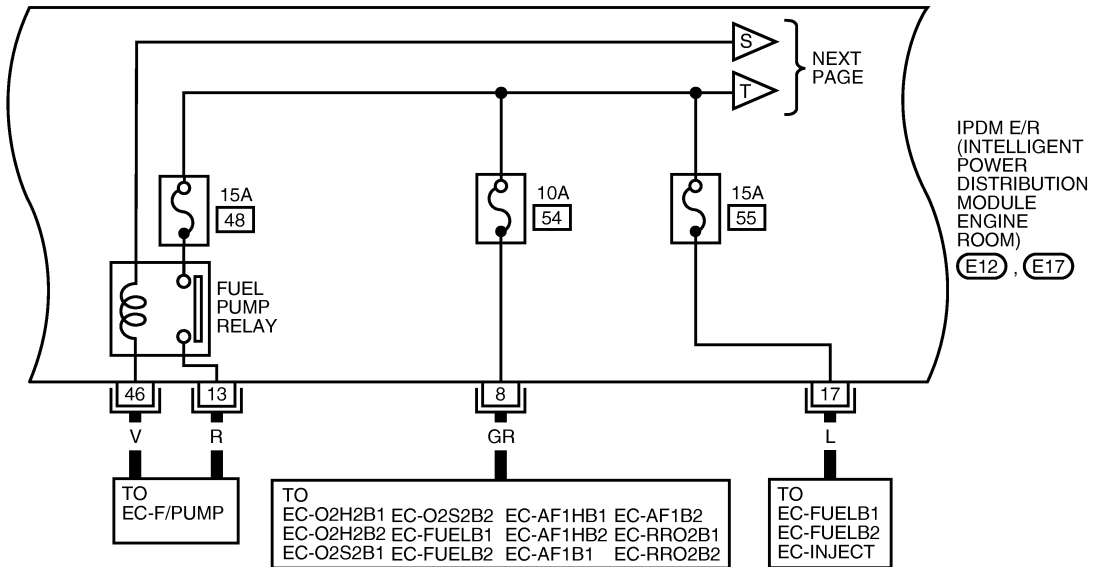 S
NEXT
PAGE
T
IPDM E/R
(INTELLIGENT
POWER
DISTRIBUTION
MODULE
ENGINE
ROOM)
E12 , E17
15A
48
10A
54
15A
55
FUEL
PUMP
RELAY
46
13
8
17
V
R
GR
L
TO
EC-F/PUMP
TO
EC-O2H2B1 EC-O2S2B2 EC-AF1HB1 EC-AF1B2
EC-O2H2B2 EC-FUELB1 EC-AF1HB2 EC-RRO2B1
EC-O2S2B1 EC-FUELB2 EC-AF1B1 EC-RRO2B2
TO
EC-FUELB1
EC-FUELB2
EC-INJECT